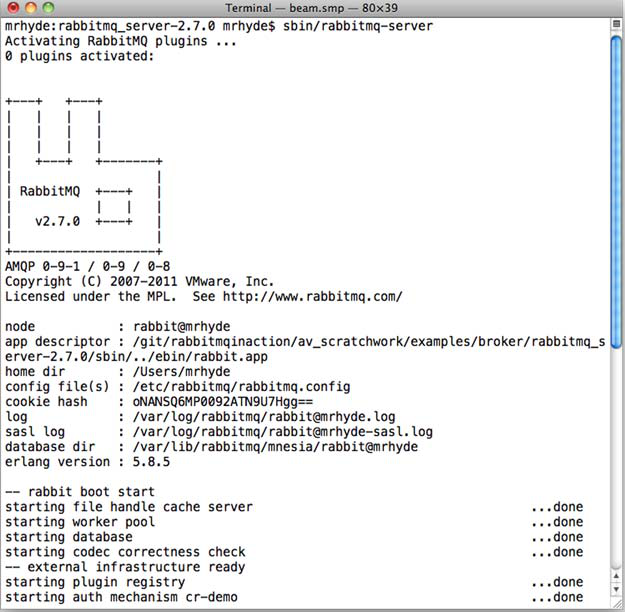 Terminal — beam.smp — 80×39
mrhyde:rabbitmq_server-2.7.0 mrhyde$ sbin/rabbitmq-server
Activating RabbitMQ plugins ...
0 plugins activated:
+---+   +---+
|   |   |   |
|   |   |   |
|   |   |   |
|   +---+   +-------+
|                   |
| RabbitMQ  +---+   |
|           |   |   |
|   v2.7.0  +---+   |
|                   |
+-------------------+
AMQP 0-9-1 / 0-9 / 0-8
Copyright (C) 2007-2011 VMware, Inc.
Licensed under the MPL.  See http://www.rabbitmq.com/
node           : rabbit@mrhyde
app descriptor : /git/rabbitmqinaction/av_scratchwork/examples/broker/rabbitmq_s
erver-2.7.0/sbin/../ebin/rabbit.app
home dir       : /Users/mrhyde
config file(s) : /etc/rabbitmq/rabbitmq.config
cookie hash    : oNANSQ6MP0092ATN9U7Hgg==
log            : /var/log/rabbitmq/rabbit@mrhyde.log
sasl log       : /var/log/rabbitmq/rabbit@mrhyde-sasl.log
database dir   : /var/lib/rabbitmq/mnesia/rabbit@mrhyde
erlang version : 5.8.5
-- rabbit boot start
starting file handle cache server                                     ...done
starting worker pool                                                  ...done
starting database                                                     ...done
starting codec correctness check                                      ...done
-- external infrastructure ready
starting plugin registry                                              ...done
starting auth mechanism cr-demo                                       ...done